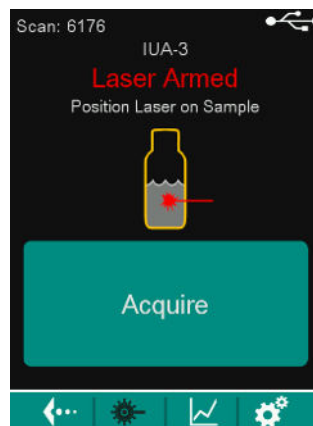 Scan: 6176
IUA-3
Laser Armed
Position Laser on Sample
Acquire